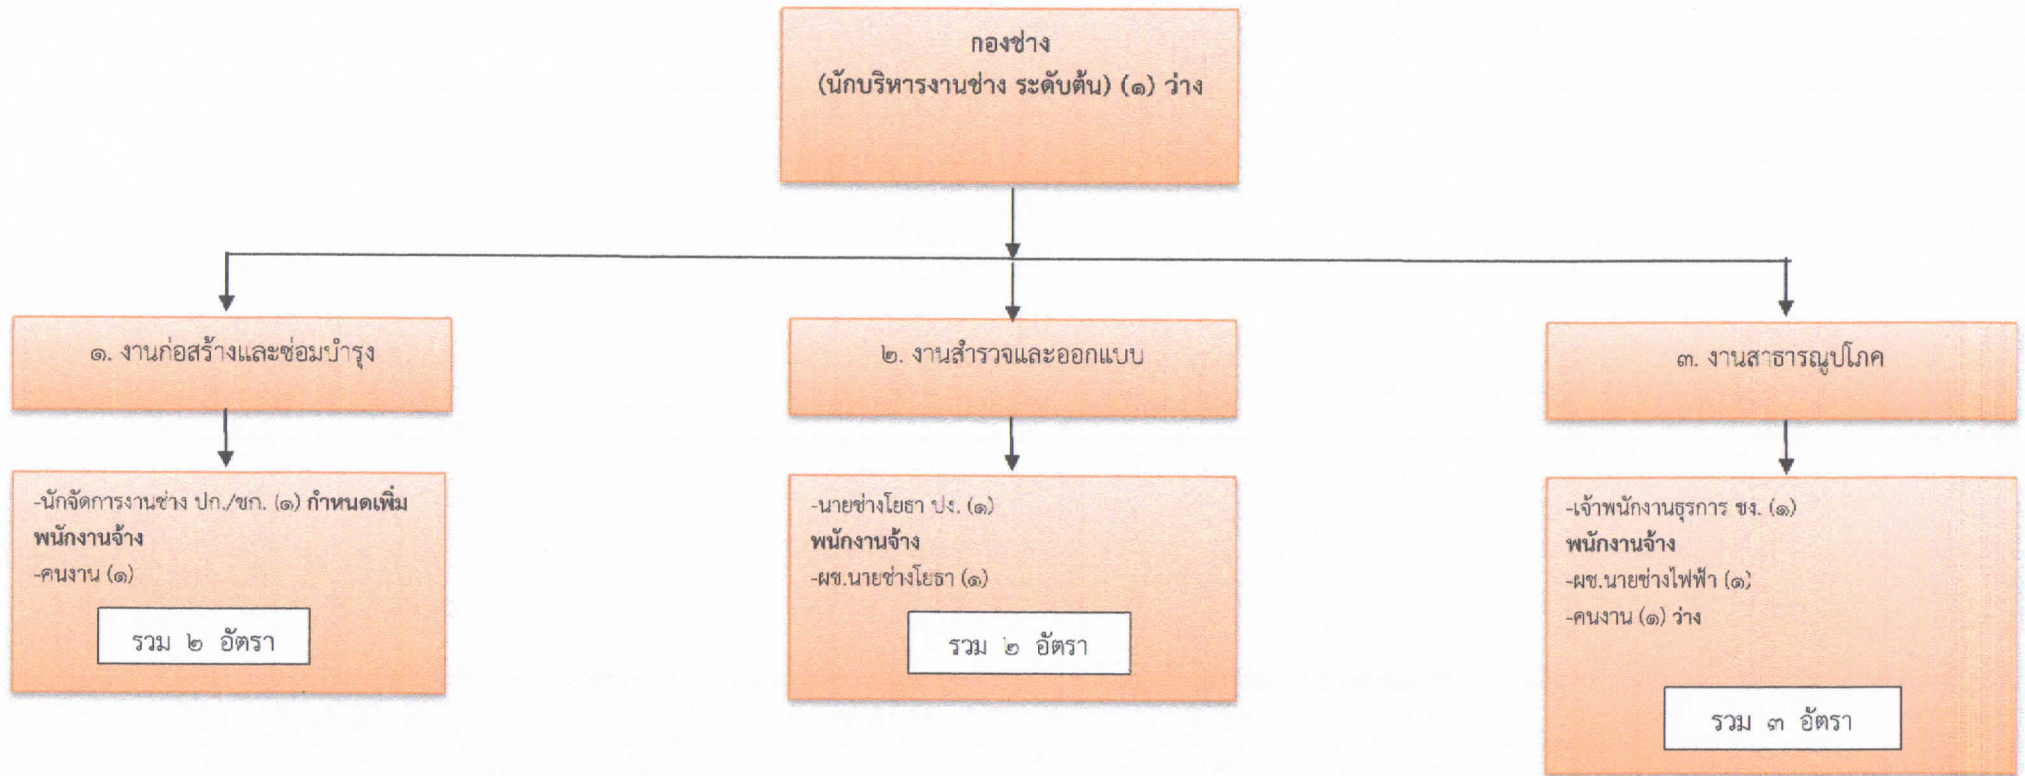 กองช่าง
(นักบริหารงานช่าง ระดับต้น) (๑) ว่าง
๑. งานก่อสร้างและซ่อมบำรุง
๒. งานสำรวจและออกแบบ
๓. งานสาธารณูปโภค
-นักจัดการงานช่าง ปก./ชก. (๑) กำหนดเพิ่ม
พนักงานจ้าง
-คนงาน (๑)
รวม ๒ อัตรา
-นายช่างโยธา ปง. (๑)
พนักงานจ้าง
-ผช.นายช่างโยธา (๑)
รวม ๒ อัตรา
-เจ้าพนักงานธุรการ ชง. (๑)
พนักงานจ้าง
-ผช.นายช่างไฟฟ้า (๑)
-คนงาน (๑) ว่าง
รวม ๓ อัตรา